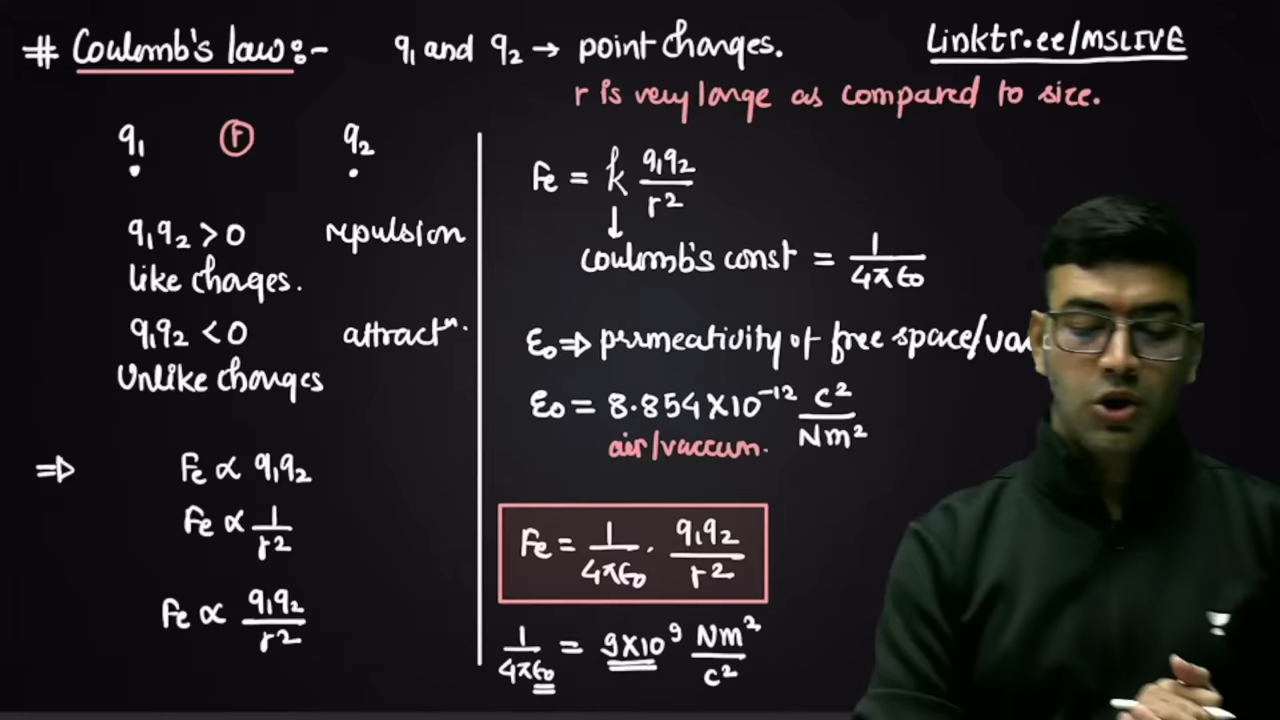 # Coulomb's law:-
q₁ and q₂ → point charges.
Linktr.ee/MSLIVE
r is very large as compared to size.
q₁ F q₂
q₁q₂ > 0 repulsion
like charges.
q₁q₂ < 0 attractⁿ.
Unlike charges
⇒ Fe ∝ q₁q₂
Fe ∝ 1/r²
Fe ∝ q₁q₂/r²
Fe = k q₁q₂/r²
↓
Coulomb's const = 1/4πε₀
ε₀ ⇒ permeativity of free space/
ε₀ = 8.854 × 10⁻¹² C²/Nm²
air/vaccum.
Fe = 1/4πε₀ · q₁q₂/r²
1/4πε₀ = 9×10⁹ Nm²/C²